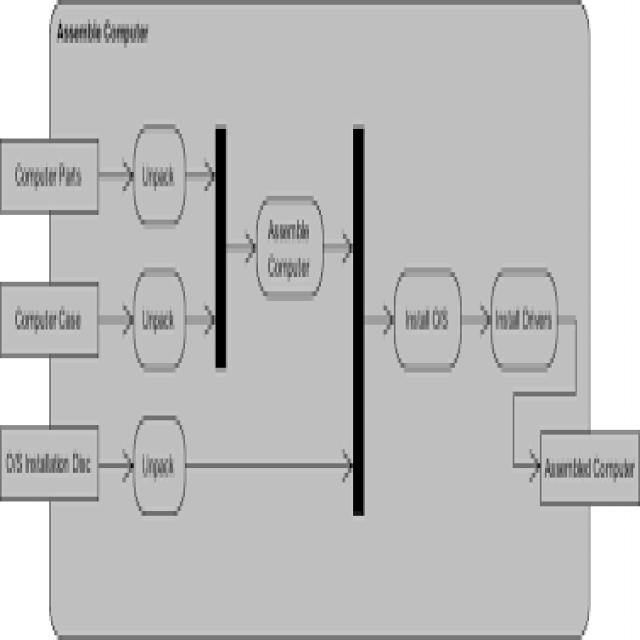 Assemble Computer
Computer Parts
Unpack
Assemble
Computer
Computer Case
Unpack
Install O/S
Install Drivers
O/S Installation Disc
Unpack
Assembled Computer